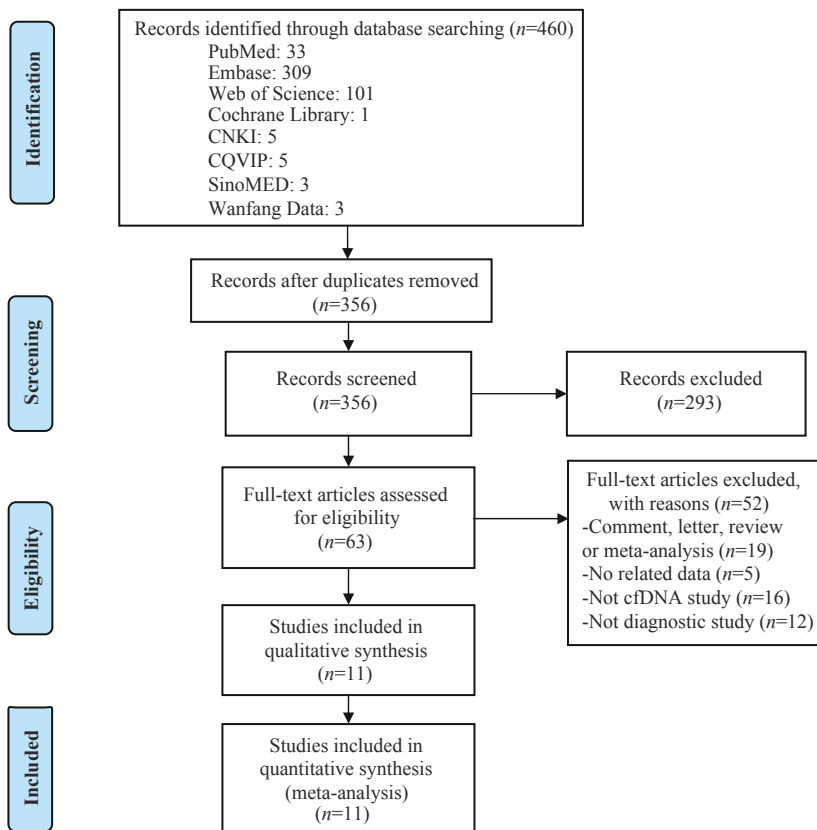 Identification
Records identified through database searching (n=460)
PubMed: 33
Embase: 309
Web of Science: 101
Cochrane Library: 1
CNKI: 5
CQVIP: 5
SinoMED: 3
Wanfang Data: 3
Screening
Records after duplicates removed
(n=356)
Records screened
(n=356)
Records excluded
(n=293)
Eligibility
Full-text articles assessed
for eligibility
(n=63)
Full-text articles excluded,
with reasons (n=52)
-Comment, letter, review
or meta-analysis (n=19)
-No related data (n=5)
-Not cfDNA study (n=16)
-Not diagnostic study (n=12)
Studies included in
qualitative synthesis
(n=11)
Included
Studies included in
quantitative synthesis
(meta-analysis)
(n=11)